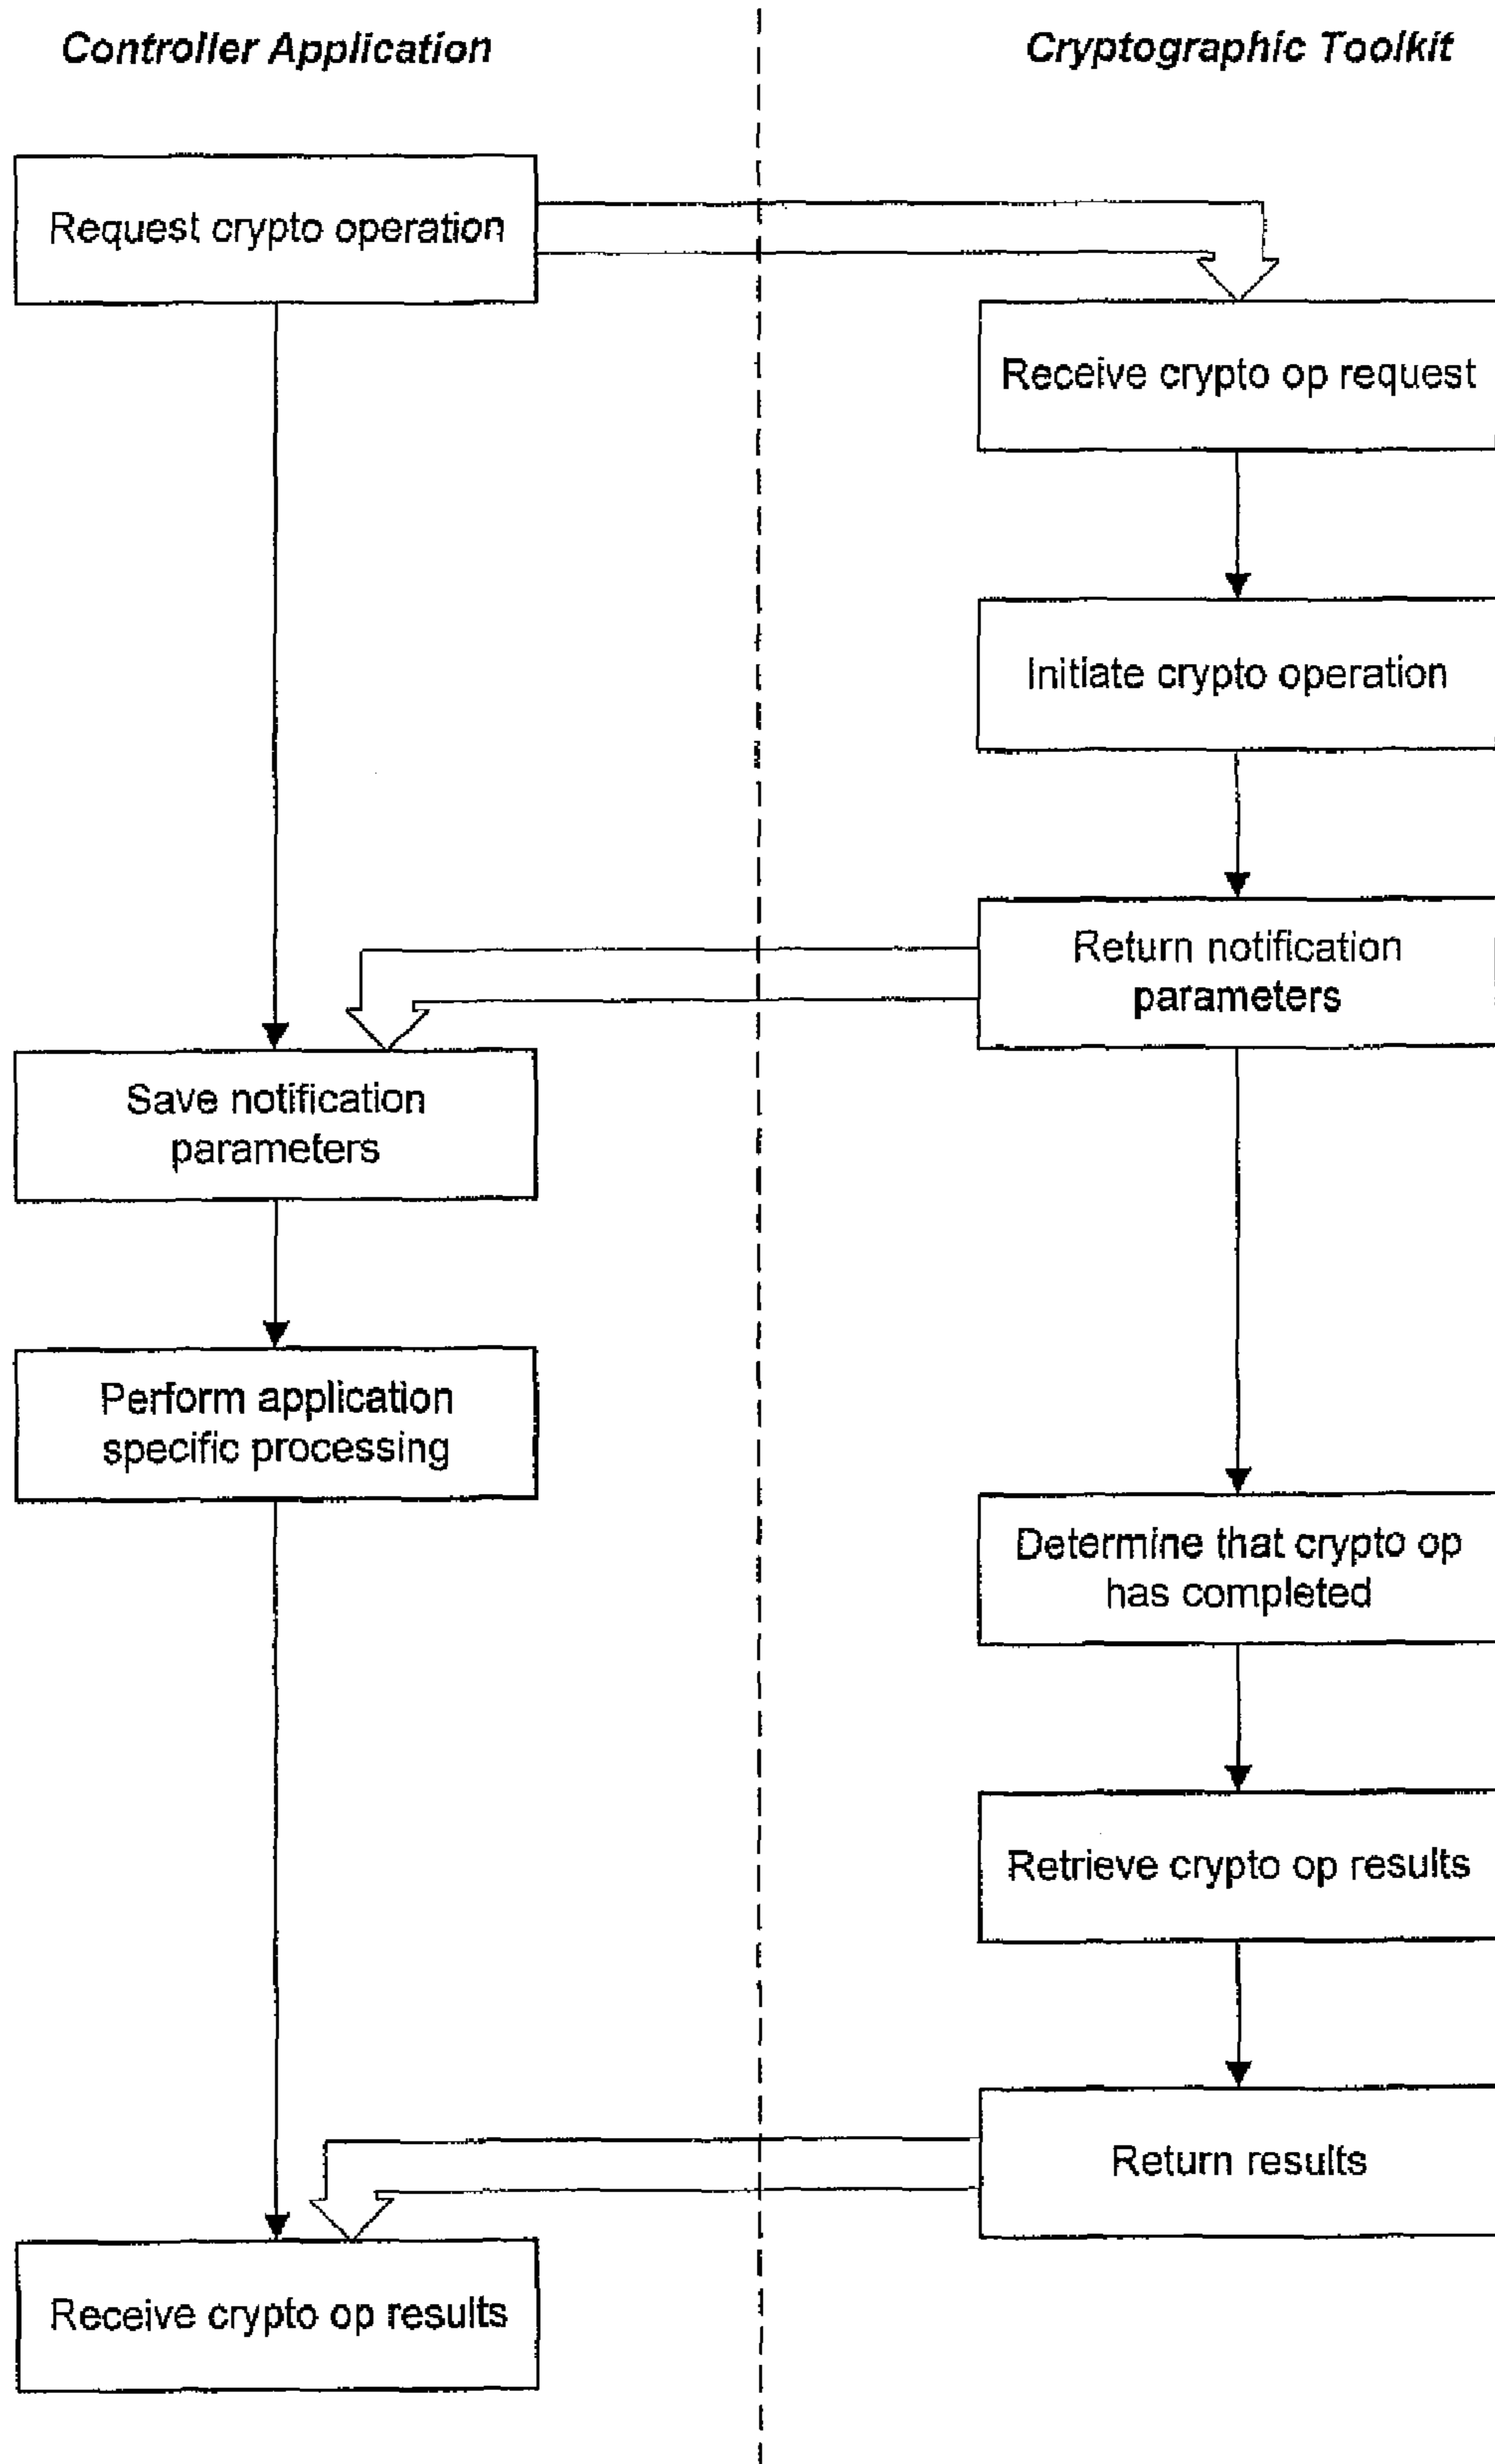 Controller Application
Cryptographic Toolkit
Request crypto operation
Receive crypto op request
Initiate crypto operation
Return notification
parameters
Save notification
parameters
Perform application
specific processing
Determine that crypto op
has completed
Retrieve crypto op results
Return results
Receive crypto op results